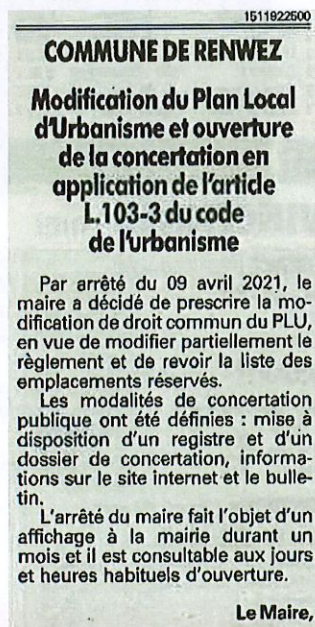 1511922500
COMMUNE DE RENWEZ
Modification du Plan Local
d'Urbanisme et ouverture
de la concertation en
application de l'article
L.103-3 du code
de l'urbanisme
Par arrêté du 09 avril 2021, le
maire a décidé de prescrire la mo-
dification de droit commun du PLU,
en vue de modifier partiellement le
règlement et de revoir la liste des
emplacements réservés.
Les modalités de concertation
publique ont été définies : mise à
disposition d'un registre et d'un
dossier de concertation, informa-
tions sur le site internet et le bulle-
tin.
L'arrêté du maire fait l'objet d'un
affichage à la mairie durant un
mois et il est consultable aux jours
et heures habituels d'ouverture.
Le Maire,